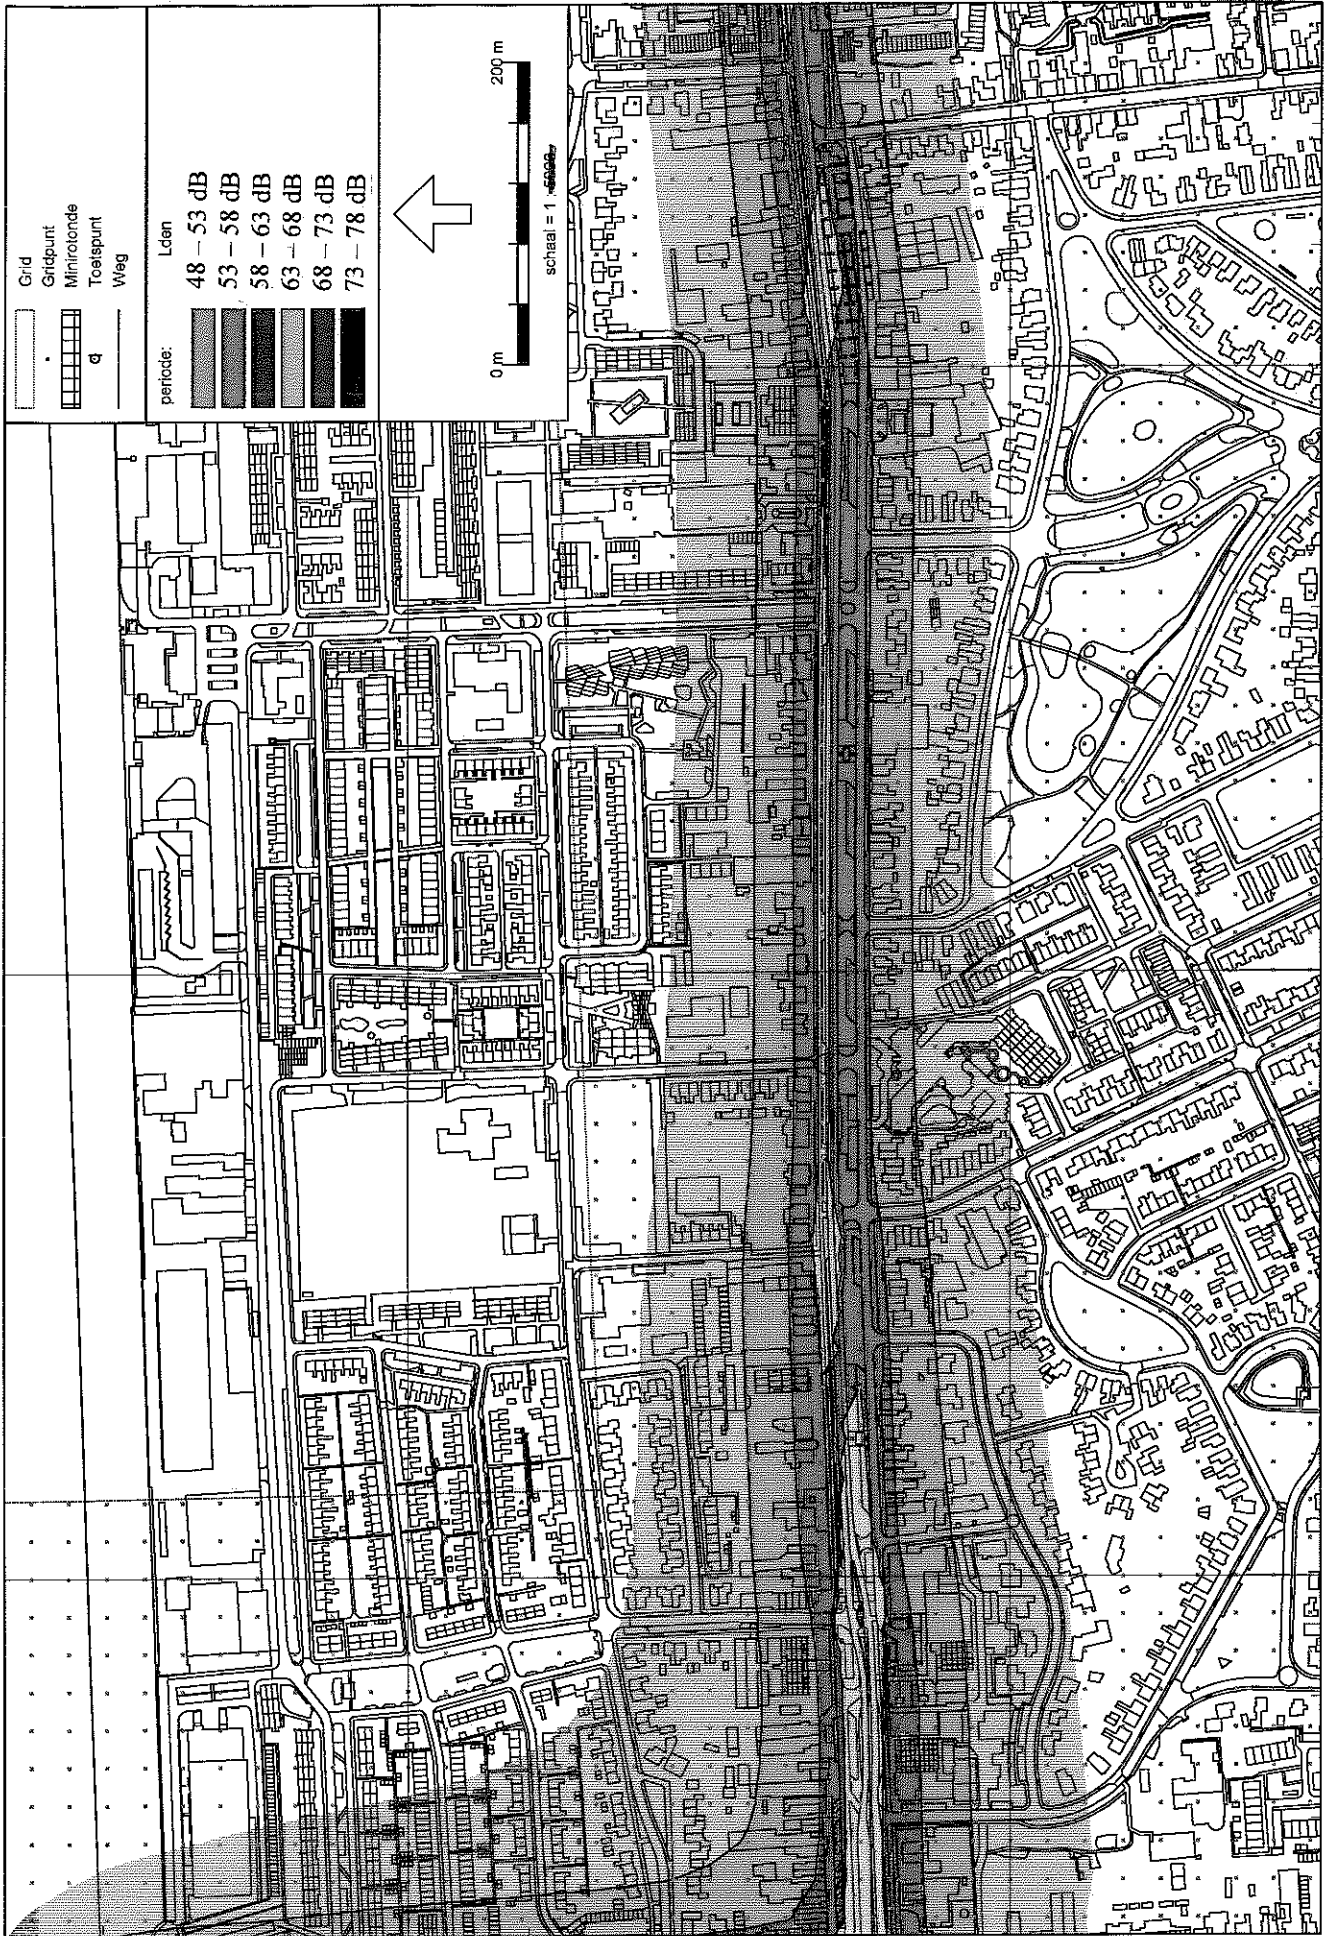 Grid
Gridpunt
Minirotonde
Toetspunt
Weg
periode: Lden
48 – 53 dB
53 – 58 dB
58 – 63 dB
63 – 68 dB
68 – 73 dB
73 – 78 dB
0 m 200 m
schaal = 1 :